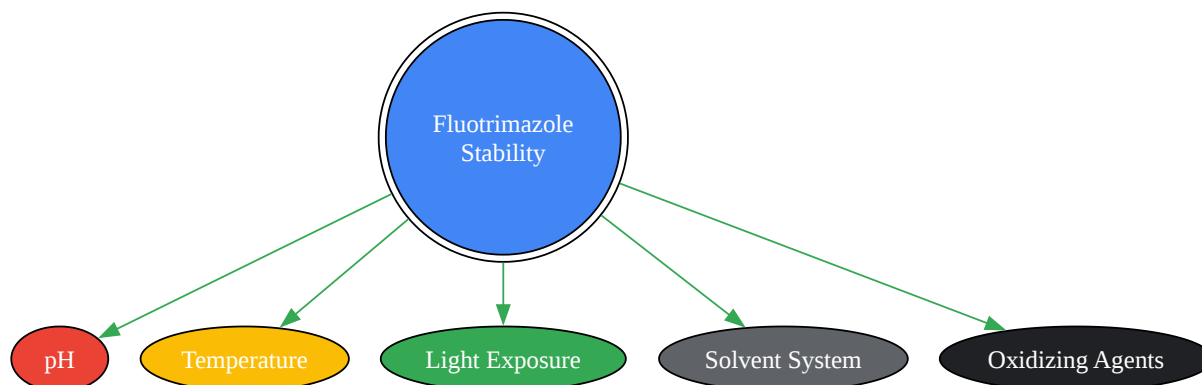 Fluotrimazole
Stability
pH
Temperature
Light Exposure
Solvent System
Oxidizing Agents